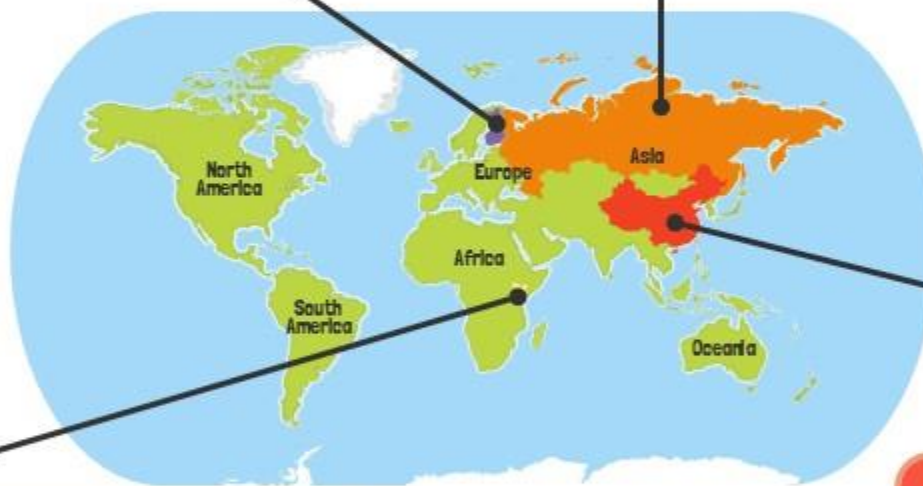 North
America
Europe
Asia
Africa
South
America
Oceania